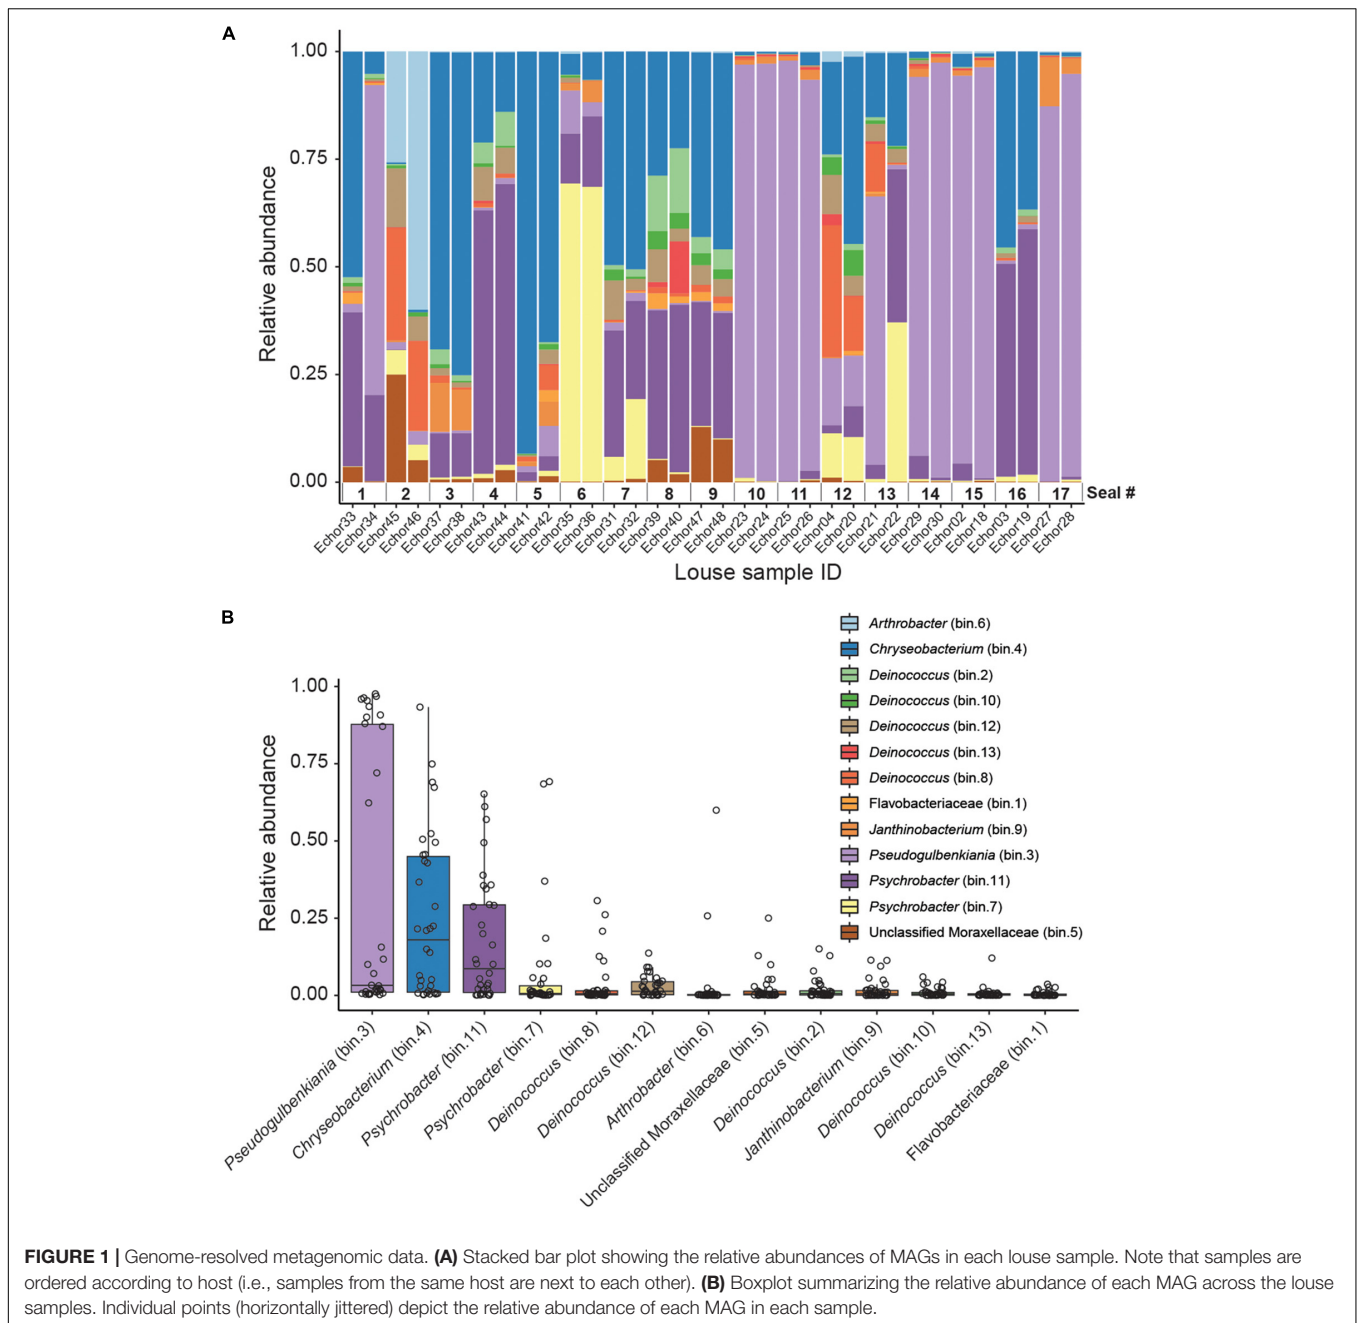 A
1.00
0.75
0.50
0.25
0.00
Relative abundance
1 2 3 4 5 6 7 8 9 10 11 12 13 14 15 16 17 Seal #
Echor33 Echor34 Echor45 Echor46 Echor37 Echor38 Echor43 Echor44 Echor41 Echor42 Echor35 Echor36 Echor31 Echor32 Echor39 Echor40 Echor47 Echor48 Echor23 Echor24 Echor25 Echor26 Echor04 Echor20 Echor21 Echor22 Echor29 Echor30 Echor02 Echor18 Echor03 Echor19 Echor27 Echor28
Louse sample ID
B
Arthrobacter (bin.6)
Chryseobacterium (bin.4)
Deinococcus (bin.2)
Deinococcus (bin.10)
Deinococcus (bin.12)
Deinococcus (bin.13)
Deinococcus (bin.8)
Flavobacteriaceae (bin.1)
Janthinobacterium (bin.9)
Pseudogulbenkiania (bin.3)
Psychrobacter (bin.11)
Psychrobacter (bin.7)
Unclassified Moraxellaceae (bin.5)
1.00
0.75
0.50
0.25
0.00
Relative abundance
Pseudogulbenkiania (bin.3)
Chryseobacterium (bin.4)
Psychrobacter (bin.11)
Psychrobacter (bin.7)
Deinococcus (bin.8)
Deinococcus (bin.12)
Arthrobacter (bin.6)
Unclassified Moraxellaceae (bin.5)
Deinococcus (bin.2)
Janthinobacterium (bin.9)
Deinococcus (bin.10)
Deinococcus (bin.13)
Flavobacteriaceae (bin.1)
FIGURE 1 | Genome-resolved metagenomic data. (A) Stacked bar plot showing the relative abundances of MAGs in each louse sample. Note that samples are
ordered according to host (i.e., samples from the same host are next to each other). (B) Boxplot summarizing the relative abundance of each MAG across the louse
samples. Individual points (horizontally jittered) depict the relative abundance of each MAG in each sample.